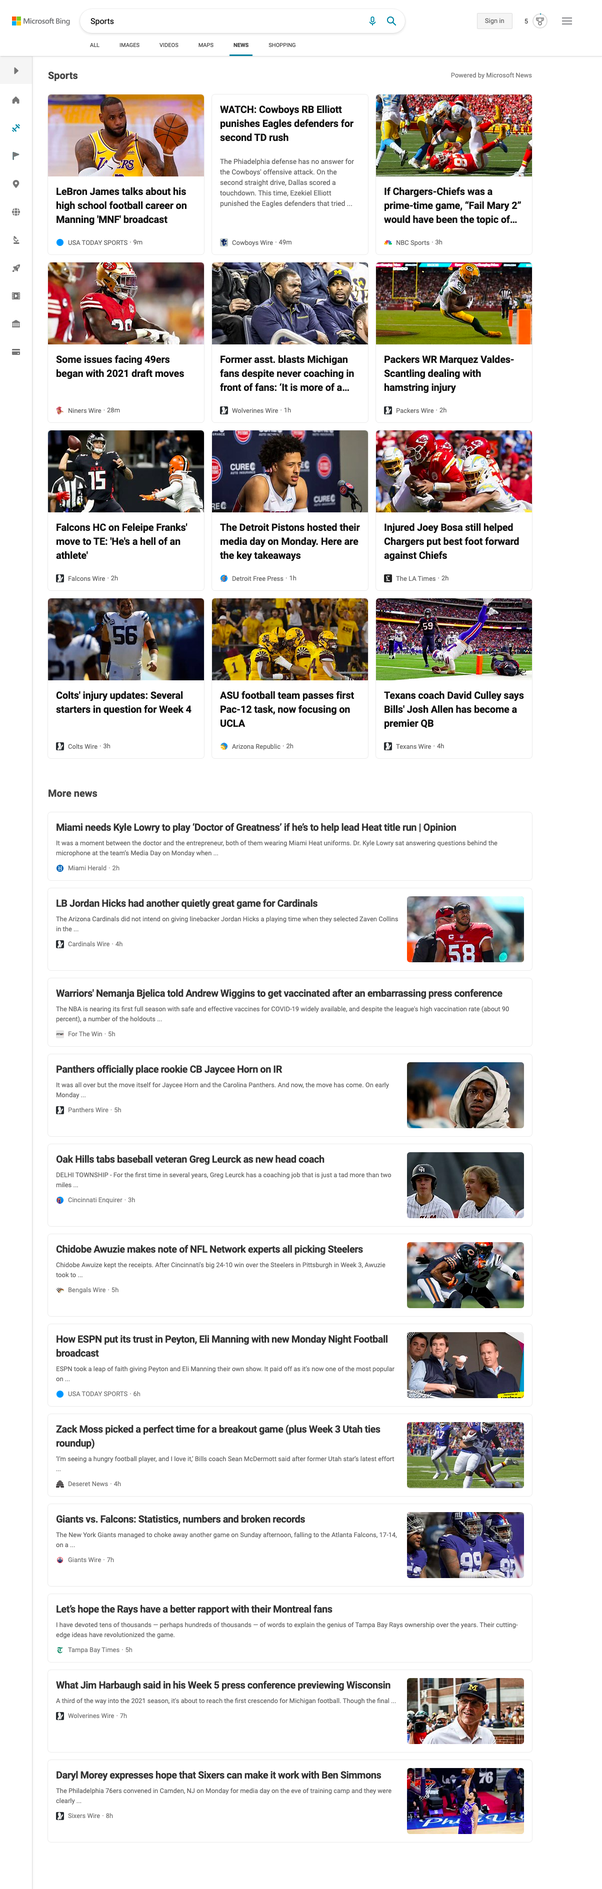 Microsoft Bing
Sports
Sign in
5
ALL
IMAGES
VIDEOS
MAPS
NEWS
SHOPPING
Sports
Powered by Microsoft News
LeBron James talks about his
high school football career on
Manning 'MNF' broadcast
USA TODAY SPORTS · 9m
WATCH: Cowboys RB Elliott
punishes Eagles defenders for
second TD rush
The Philadelphia defense has no answer for
the Cowboys' offensive attack. On the
second straight drive, Dallas scored a
touchdown. This time, Ezekiel Elliott
punished the Eagles defenders that tried ...
Cowboys Wire · 49m
If Chargers-Chiefs was a
prime-time game, “Fail Mary 2”
would have been the topic of...
NBC Sports · 3h
Some issues facing 49ers
began with 2021 draft moves
Niners Wire · 28m
Former asst. blasts Michigan
fans despite never coaching in
front of fans: 'It is more of a...
Wolverines Wire · 1h
Packers WR Marquez Valdes-
Scantling dealing with
hamstring injury
Packers Wire · 2h
15
Falcons HC on Feleipe Franks'
move to TE: 'He's a hell of an
athlete'
Falcons Wire · 2h
CURE
The Detroit Pistons hosted their
media day on Monday. Here are
the key takeaways
Detroit Free Press · 1h
Injured Joey Bosa still helped
Chargers put best foot forward
against Chiefs
The LA Times · 2h
56
21
Colts' injury updates: Several
starters in question for Week 4
Colts Wire · 3h
1
4
ASU football team passes first
Pac-12 task, now focusing on
UCLA
Arizona Republic · 2h
59
Texans coach David Culley says
Bills' Josh Allen has become a
premier QB
Texans Wire · 4h
More news
Miami needs Kyle Lowry to play ‘Doctor of Greatness’ if he’s to help lead Heat title run | Opinion
It was a moment between the doctor and the entrepreneur, both of them wearing Miami Heat uniforms. Dr. Kyle Lowry sat answering questions behind the
microphone at the team’s Media Day on Monday when ...
Miami Herald · 2h
LB Jordan Hicks had another quietly great game for Cardinals
The Arizona Cardinals did not intend on giving linebacker Jordan Hicks a playing time when they selected Zaven Collins
in the ...
Cardinals Wire · 4h
58
Warriors' Nemanja Bjelica told Andrew Wiggins to get vaccinated after an embarrassing press conference
The NBA is nearing its first full season with safe and effective vaccines for COVID-19 widely available, and despite the league's high vaccination rate (about 90
percent), a number of the holdouts ...
For The Win · 5h
Panthers officially place rookie CB Jaycee Horn on IR
It was all over but the move itself for Jaycee Horn and the Carolina Panthers. And now, the move has come. On early
Monday ...
Panthers Wire · 5h
Oak Hills tabs baseball veteran Greg Leurck as new head coach
DELHI TOWNSHIP - For the first time in several years, Greg Leurck has a coaching job that is just a tad more than two
miles ...
Cincinnati Enquirer · 3h
Chidobe Awuzie makes note of NFL Network experts all picking Steelers
Chidobe Awuize kept the receipts. After Cincinnati's big 24-10 win over the Steelers in Pittsburgh in Week 3, Awuzie
took to ...
Bengals Wire · 5h
22
How ESPN put its trust in Peyton, Eli Manning with new Monday Night Football
broadcast
ESPN took a leap of faith giving Peyton and Eli Manning their own show. It paid off as it's now one of the most popular
on ...
USA TODAY SPORTS · 6h
Zack Moss picked a perfect time for a breakout game (plus Week 3 Utah ties
roundup)
'I'm seeing a hungry football player, and I love it,' Bills coach Sean McDermott said after former Utah star's latest effort
...
Deseret News · 4h
Giants vs. Falcons: Statistics, numbers and broken records
The New York Giants managed to choke away another game on Sunday afternoon, falling to the Atlanta Falcons, 17-14,
on a ...
Giants Wire · 7h
99
Let’s hope the Rays have a better rapport with their Montreal fans
I have devoted tens of thousands — perhaps hundreds of thousands — of words to explain the genius of Tampa Bay Rays ownership over the years. Their cutting-
edge ideas have revolutionized the game.
Tampa Bay Times · 5h
What Jim Harbaugh said in his Week 5 press conference previewing Wisconsin
A third of the way into the 2021 season, it's about to reach the first crescendo for Michigan football. Though the final ...
Wolverines Wire · 7h
M
Daryl Morey expresses hope that Sixers can make it work with Ben Simmons
The Philadelphia 76ers convened in Camden, NJ on Monday for media day on the eve of training camp and they were
clearly ...
Sixers Wire · 8h
76